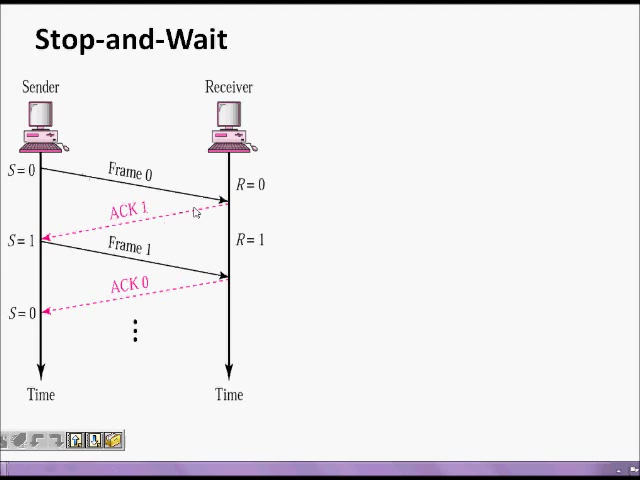 Stop-and-Wait
Sender
Receiver
S = 0
Frame 0
R = 0
ACK 1
S = 1
Frame 1
R = 1
ACK 0
S = 0
Time
Time